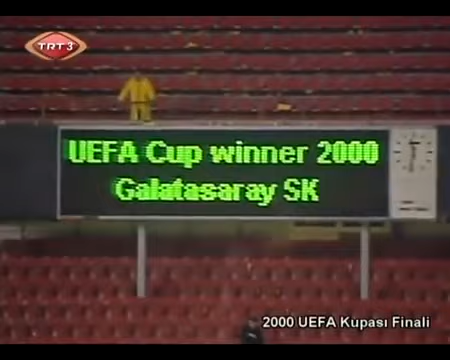 TRT 3
UEFA Cup winner 2000
Galatasaray SK
2000 UEFA Kupası Finali